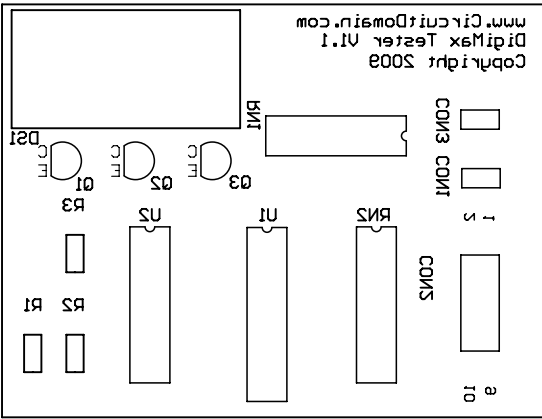 www.CircuitDomain.com
DigiMax Tester V1.1
Copyright 2009
DS1
RN1
CON3
C
E
Q1
C
E
Q2
C
E
Q3
CON1
R3
U2
U1
RN2
1 2
CON2
R1
R2
9
10